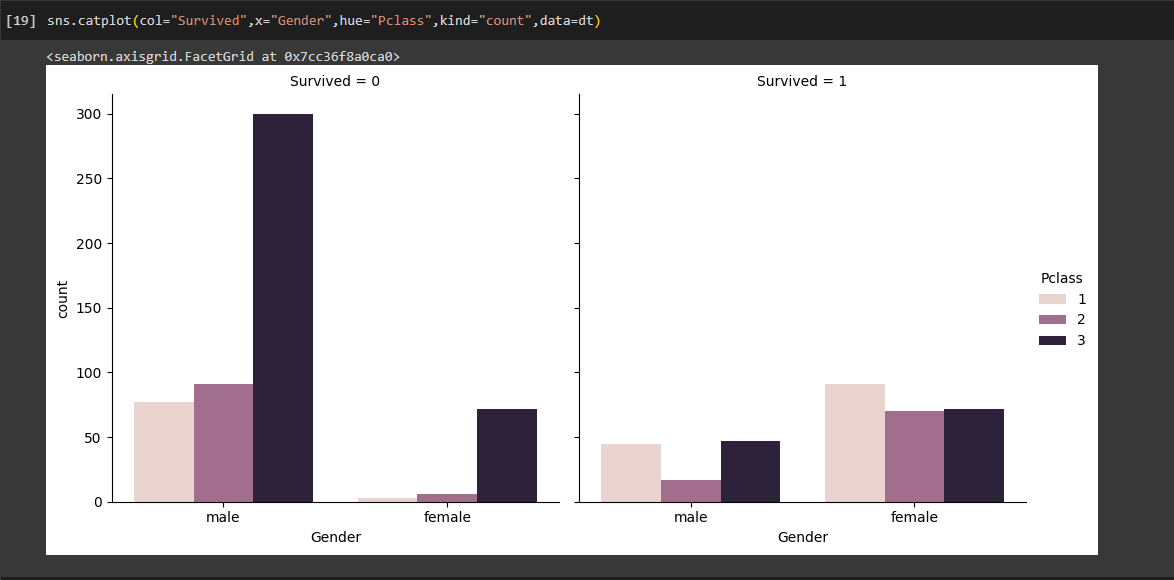 [19] sns.catplot(col="Survived",x="Gender",hue="Pclass",kind="count",data=dt)
<seaborn.axisgrid.FacetGrid at 0x7cc36f8a0ca0>
Survived = 0
Survived = 1
300
250
200
150
100
50
0
count
male
female
Gender
male
female
Gender
Pclass
1
2
3